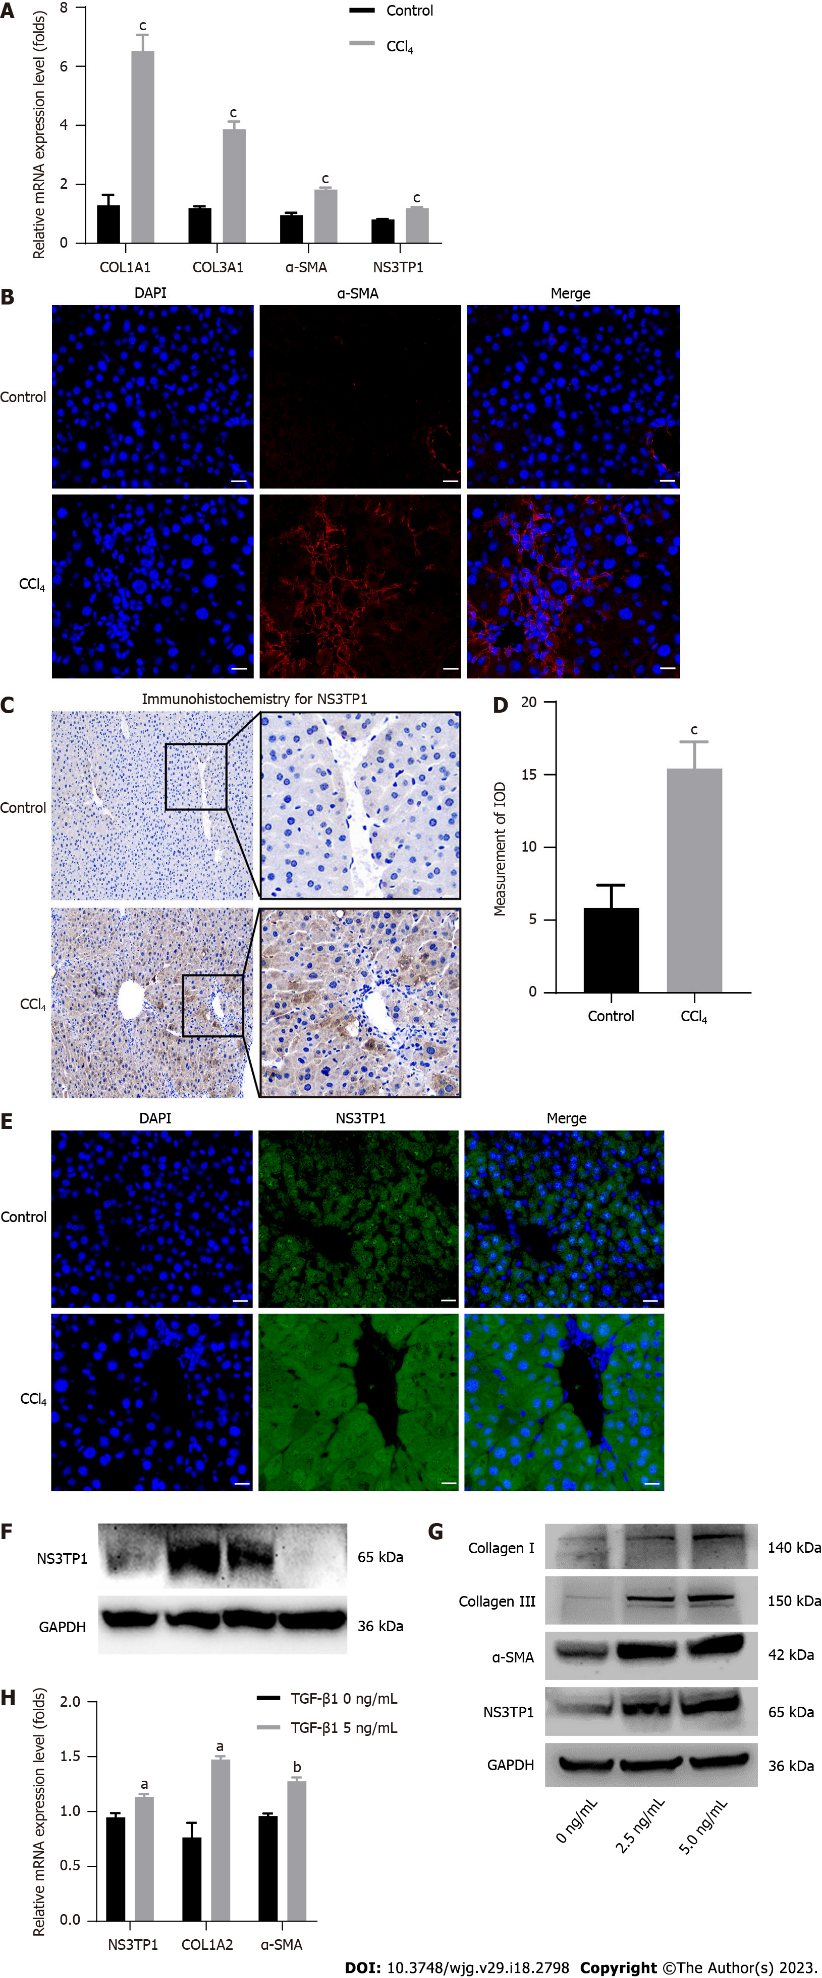 A
Relative mRNA expression level (folds)
8
6
4
2
0
Control
CCl₄
c
c
c
c
COL1A1
COL3A1
α-SMA
NS3TP1
B
DAPI
α-SMA
Merge
Control
CCl₄
C
Immunohistochemistry for NS3TP1
Control
CCl₄
D
Measurement of IOD
20
15
10
5
0
c
Control
CCl₄
E
DAPI
NS3TP1
Merge
Control
CCl₄
F
NS3TP1
65 kDa
GAPDH
36 kDa
G
Collagen I
140 kDa
Collagen III
150 kDa
α-SMA
42 kDa
NS3TP1
65 kDa
GAPDH
36 kDa
0 ng/mL
2.5 ng/mL
5.0 ng/mL
H
Relative mRNA expression level (folds)
2.0
1.5
1.0
0.5
0.0
TGF-β1 0 ng/mL
TGF-β1 5 ng/mL
a
a
b
NS3TP1
COL1A2
α-SMA
DOI: 10.3748/wjg.v29.i18.2798 Copyright ©The Author(s) 2023.